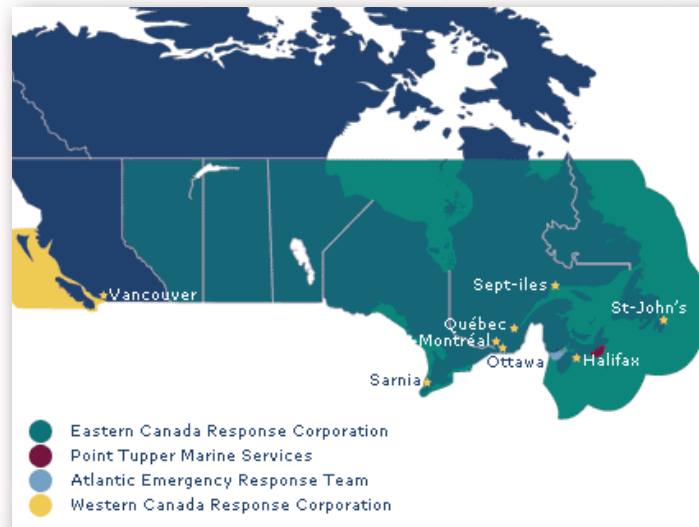 Vancouver
Sept-iles
St-John's
Québec
Montréal
Ottawa
Halifax
Sarnia
Eastern Canada Response Corporation
Point Tupper Marine Services
Atlantic Emergency Response Team
Western Canada Response Corporation